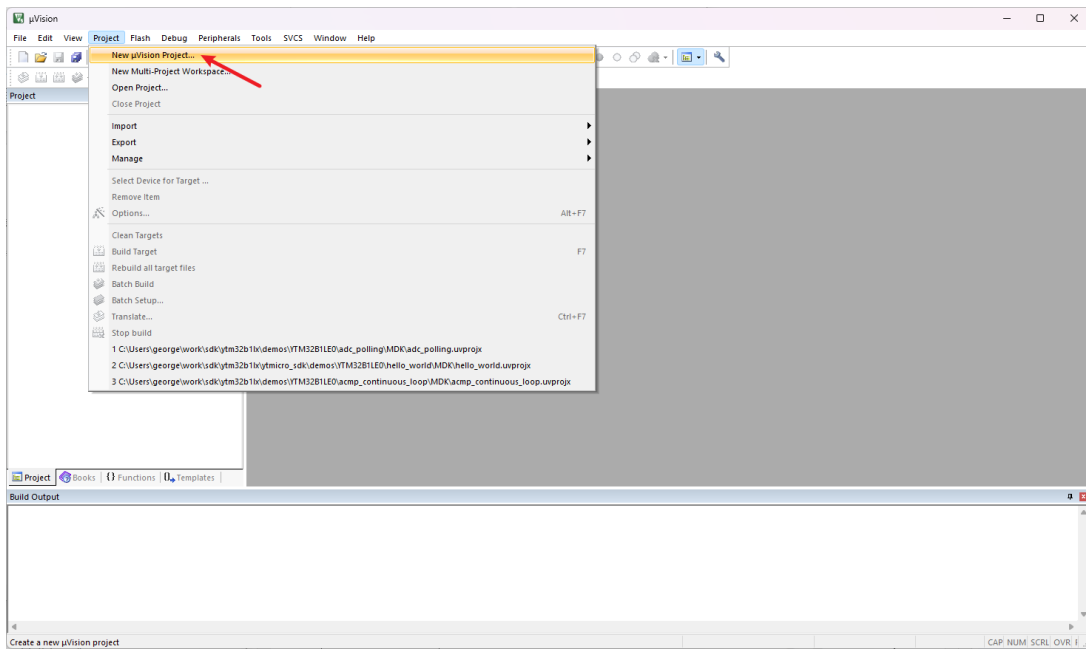 µVision
File Edit View Project Flash Debug Peripherals Tools SVCS Window Help
New µVision Project...
New Multi-Project Workspace...
Project
Open Project...
Close Project
Import
Export
Manage
Select Device for Target ...
Remove Item
Options... Alt+F7
Clean Targets
Build Target F7
Rebuild all target files
Batch Build
Batch Setup...
Translate... Ctrl+F7
Stop build
1 C:\Users\george\work\sdk\ytm32b1lx\demos\YTM32B1LE0\adc_polling\MDK\adc_polling.uvprojx
2 C:\Users\george\work\sdk\ytm32b1lx\ytmicro_sdk\demos\YTM32B1LE0\hello_world\MDK\hello_world.uvprojx
3 C:\Users\george\work\sdk\ytm32b1lx\demos\YTM32B1LE0\acmp_continuous_loop\MDK\acmp_continuous_loop.uvprojx
Project Books {} Functions 0 Templates
Build Output
Create a new µVision project CAP NUM SCRL OVR